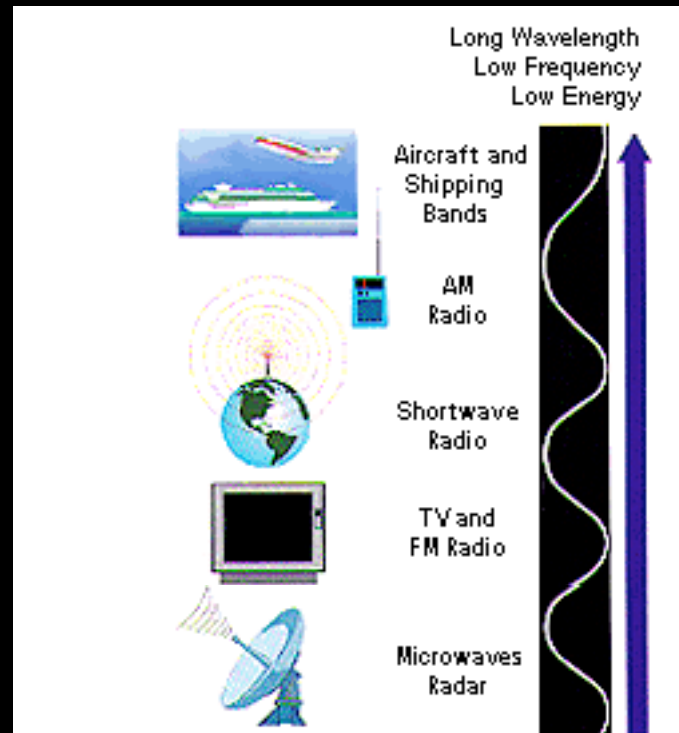 Long Wavelength
Low Frequency
Low Energy
Aircraft and
Shipping
Bands
AM
Radio
Shortwave
Radio
TV and
FM Radio
Microwaves
Radar